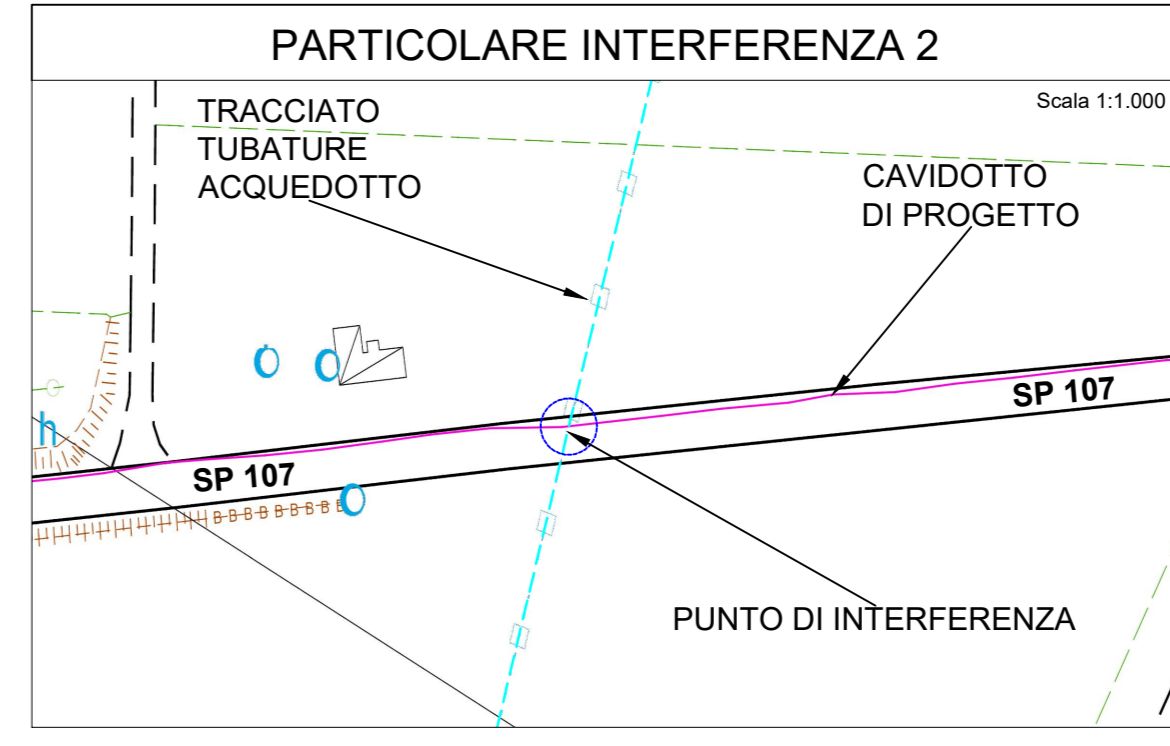 PARTICOLARE INTERFERENZA 2
Scala 1:1.000
TRACCIATO
TUBATURE
ACQUEDOTTO
CAVIDOTTO
DI PROGETTO
SP 107
h
SP 107
PUNTO DI INTERFERENZA